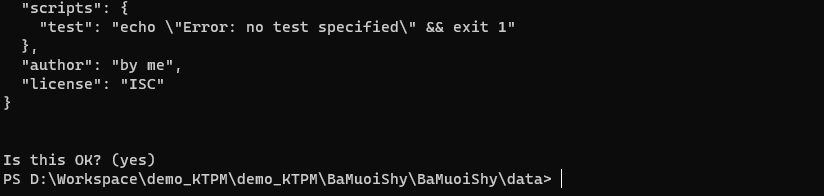 "scripts": {
"test": "echo \"Error: no test specified\" && exit 1"
},
"author": "by me",
"license": "ISC"
}
Is this OK? (yes)
PS D:\Workspace\demo_KTPM\demo_KTPM\BaMuoiShy\BaMuoiShy\data>